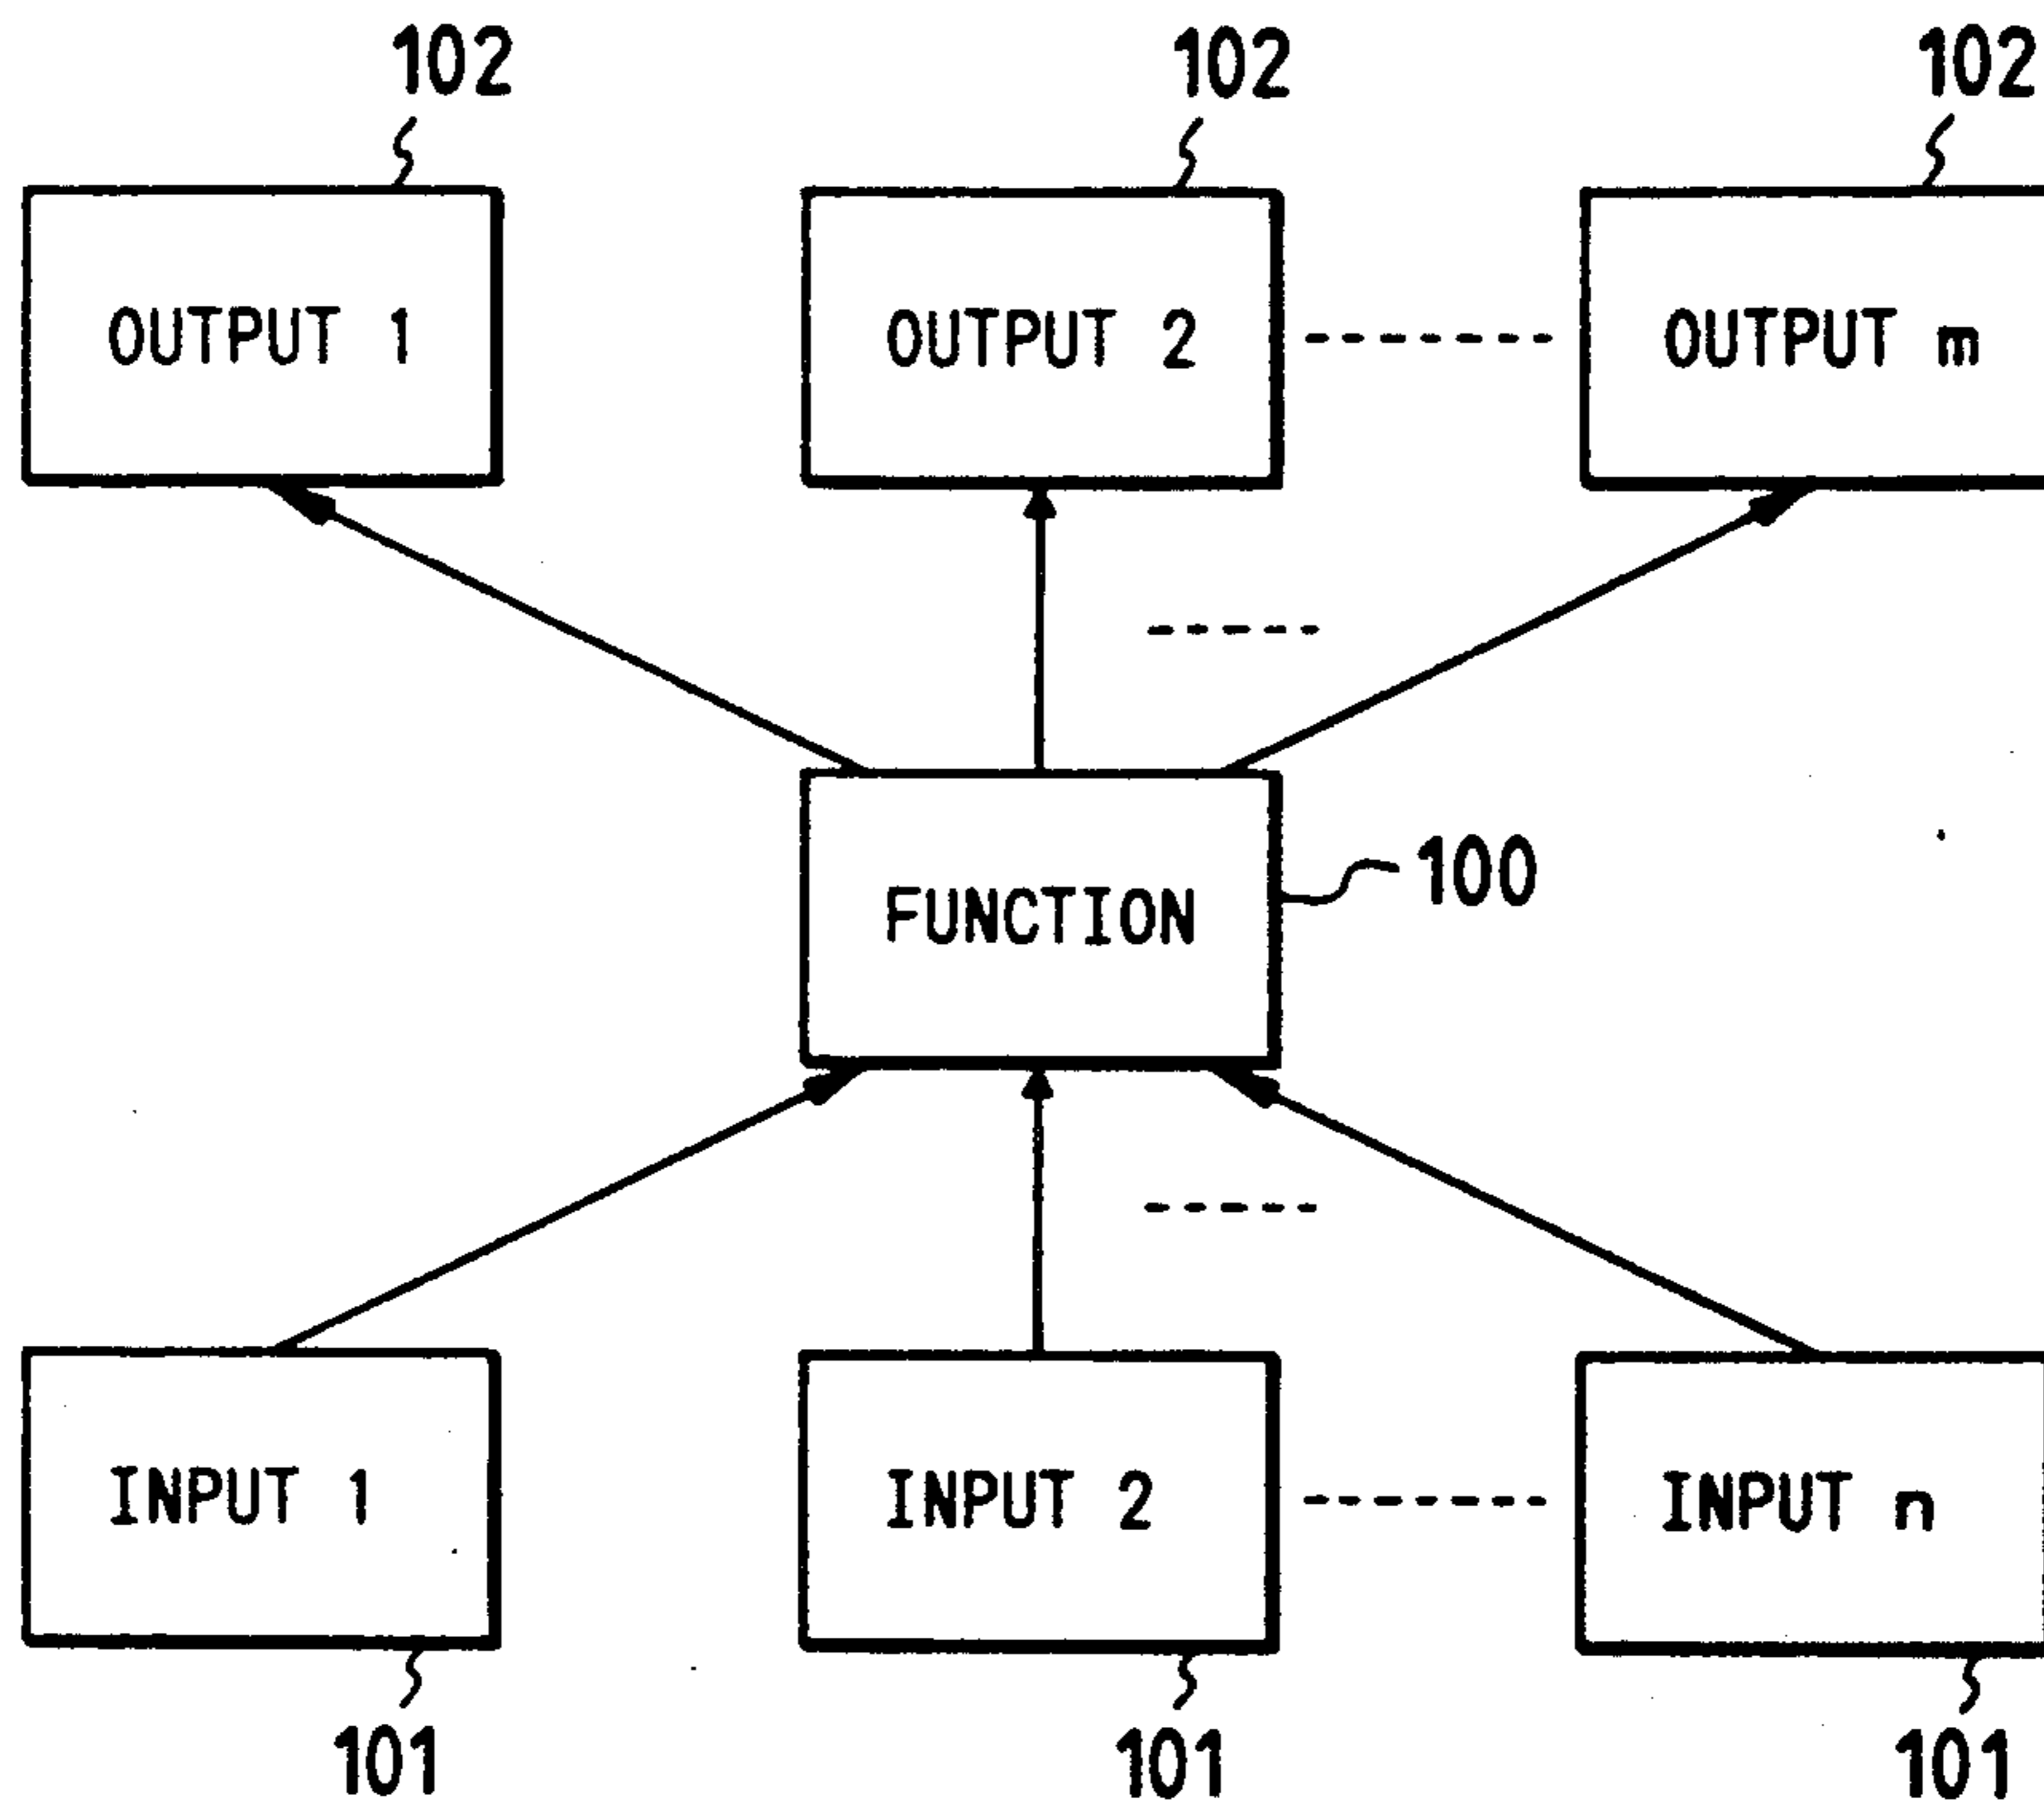 102 102 102
OUTPUT 1 OUTPUT 2 OUTPUT m
FUNCTION 100
INPUT 1 INPUT 2 INPUT n
101 101 101